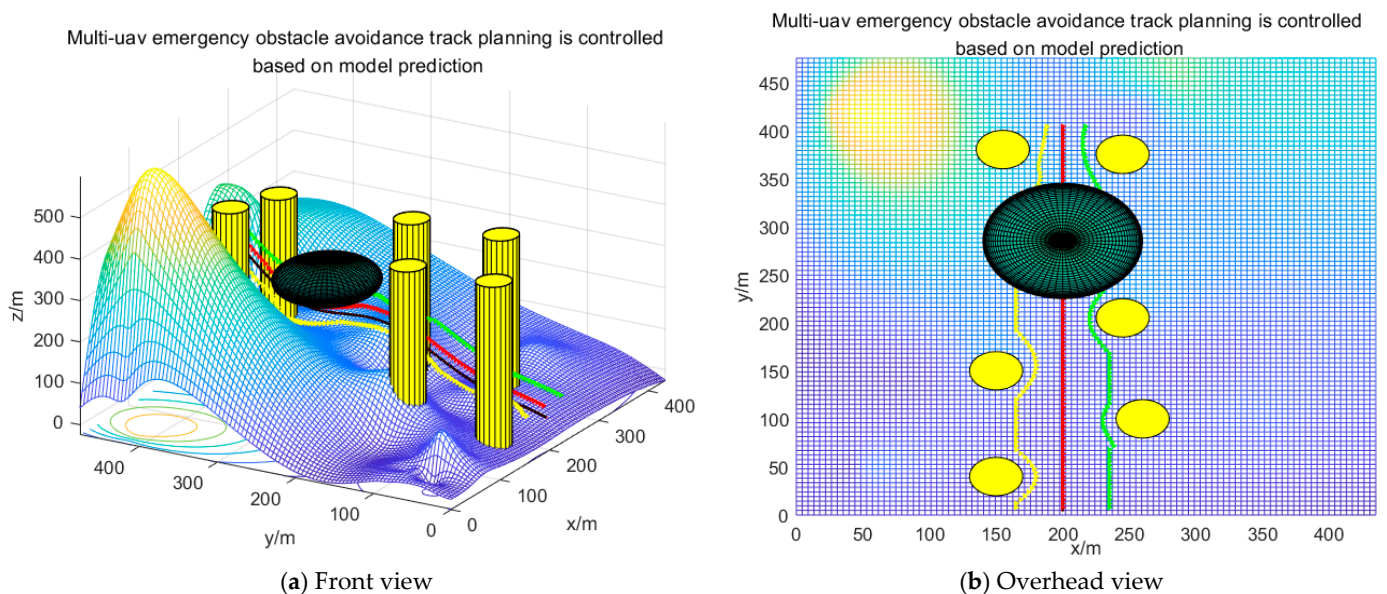 Multi-uav emergency obstacle avoidance track planning is controlled
based on model prediction
500
400
300
200
100
0
z/m
400
300
200
100
0
y/m
0
100
200
300
400
x/m
(a) Front view
Multi-uav emergency obstacle avoidance track planning is controlled
based on model prediction
450
400
350
300
250
200
150
100
50
0
y/m
0 50 100 150 200 250 300 350 400
x/m
(b) Overhead view